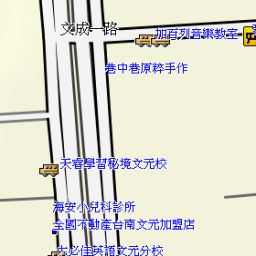 文成一路
加百列音樂教室
巷中巷原粹手作
天睿學習秘境文元校
海安小兒科診所
全國不動產台南文元加盟店
大必佳英語文元分校